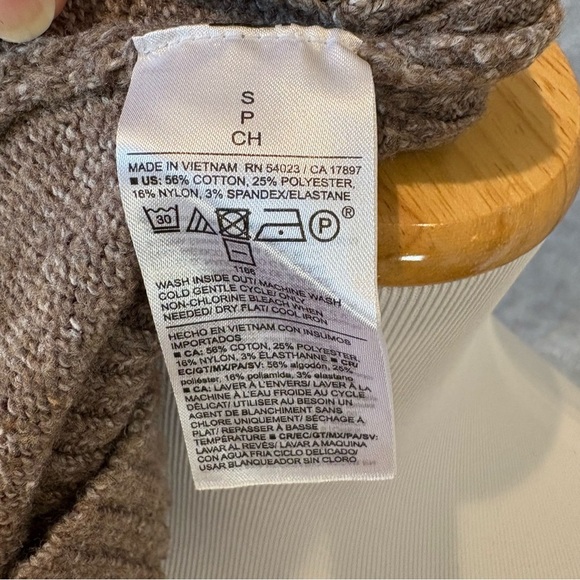 S
P
CH
MADE IN VIETNAM RN 54023 / CA 17897
■ US: 56% COTTON, 25% POLYESTER,
16% NYLON, 3% SPANDEX/ELASTANE
30 P ®
1166
WASH INSIDE OUT/ MACHINE WASH
COLD GENTLE CYCLE/ ONLY
NON-CHLORINE BLEACH WHEN
NEEDED/ DRY FLAT/ COOL IRON
HECHO EN VIETNAM CON INSUMOS
IMPORTADOS
■ CA: 56% COTTON, 25% POLYESTER,
16% NYLON, 3% ÉLASTHANNE ■ CR/
EC/GT/MX/PA/SV: 56% algodón, 25%
poliéster, 16% poliamida, 3% elastano
■ CA: LAVER À L'ENVERS/ LAVER À LA
MACHINE À L'EAU FROIDE AU CYCLE
DÉLICAT/ UTILISER AU BESOIN UN
AGENT DE BLANCHIMENT SANS
CHLORE UNIQUEMENT/ SÉCHAGE À
PLAT/ REPASSER À BASSE
TEMPÉRATURE ■ CR/EC/GT/MX/PA/SV:
LAVAR AL REVÉS/ LAVAR A MAQUINA
CON AGUA FRIA CICLO DELICADO/
USAR BLANQUEADOR SIN CLORO